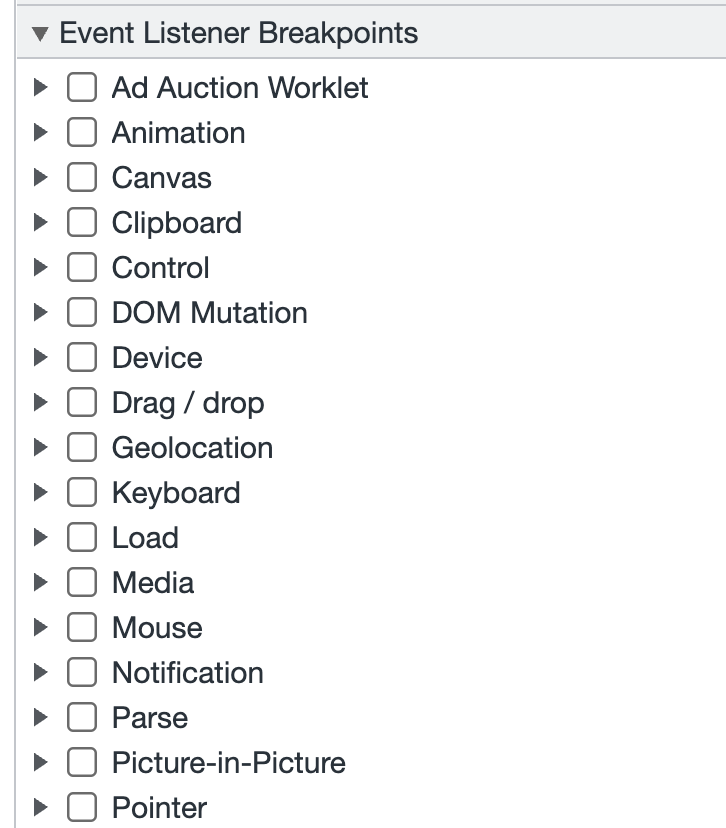 Event Listener Breakpoints
Ad Auction Worklet
Animation
Canvas
Clipboard
Control
DOM Mutation
Device
Drag / drop
Geolocation
Keyboard
Load
Media
Mouse
Notification
Parse
Picture-in-Picture
Pointer